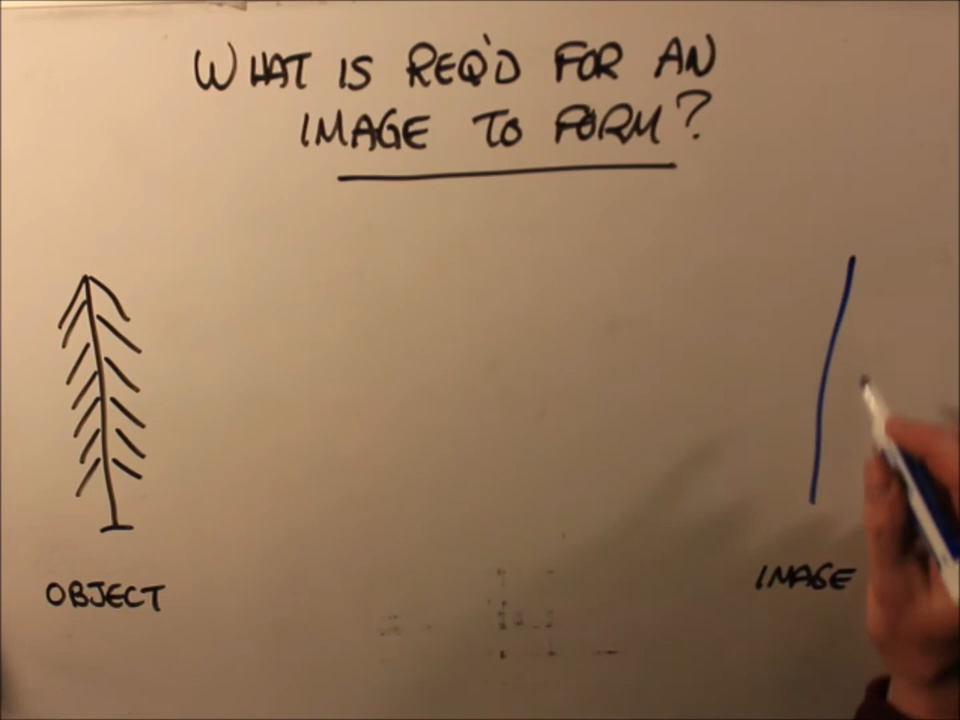 WHAT IS REQ'D FOR AN
IMAGE TO FORM?
OBJECT
IMAGE